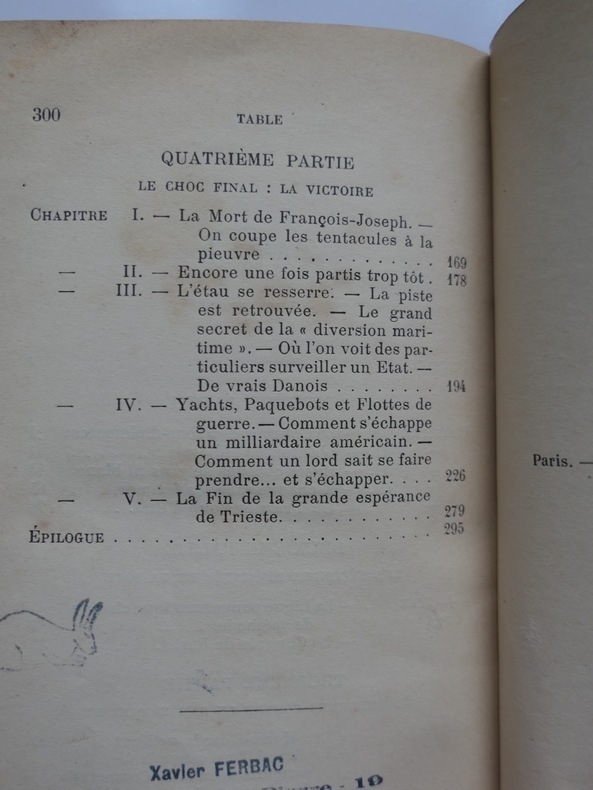 300
TABLE
QUATRIÈME PARTIE
LE CHOC FINAL : LA VICTOIRE
CHAPITRE I. — La Mort de François-Joseph. —
On coupe les tentacules à la
pieuvre . . . . . . . . . . . . 169
— II. — Encore une fois partis trop tôt . 178
— III. — L'étau se resserre. — La piste
est retrouvée. — Le grand
secret de la « diversion mari-
time ». — Où l'on voit des par-
ticuliers surveiller un Etat. —
De vrais Danois . . . . . . . . 194
— IV. — Yachts, Paquebots et Flottes de
guerre. — Comment s'échappe
un milliardaire américain. —
Comment un lord sait se faire
prendre... et s'échapper. . . . 226
— V. — La Fin de la grande espérance
de Trieste. . . . . . . . . . . 279
ÉPILOGUE . . . . . . . . . . . . . . . . . . . . . . . 295
Paris. —
Xavier FERBAC
Pierre - 19